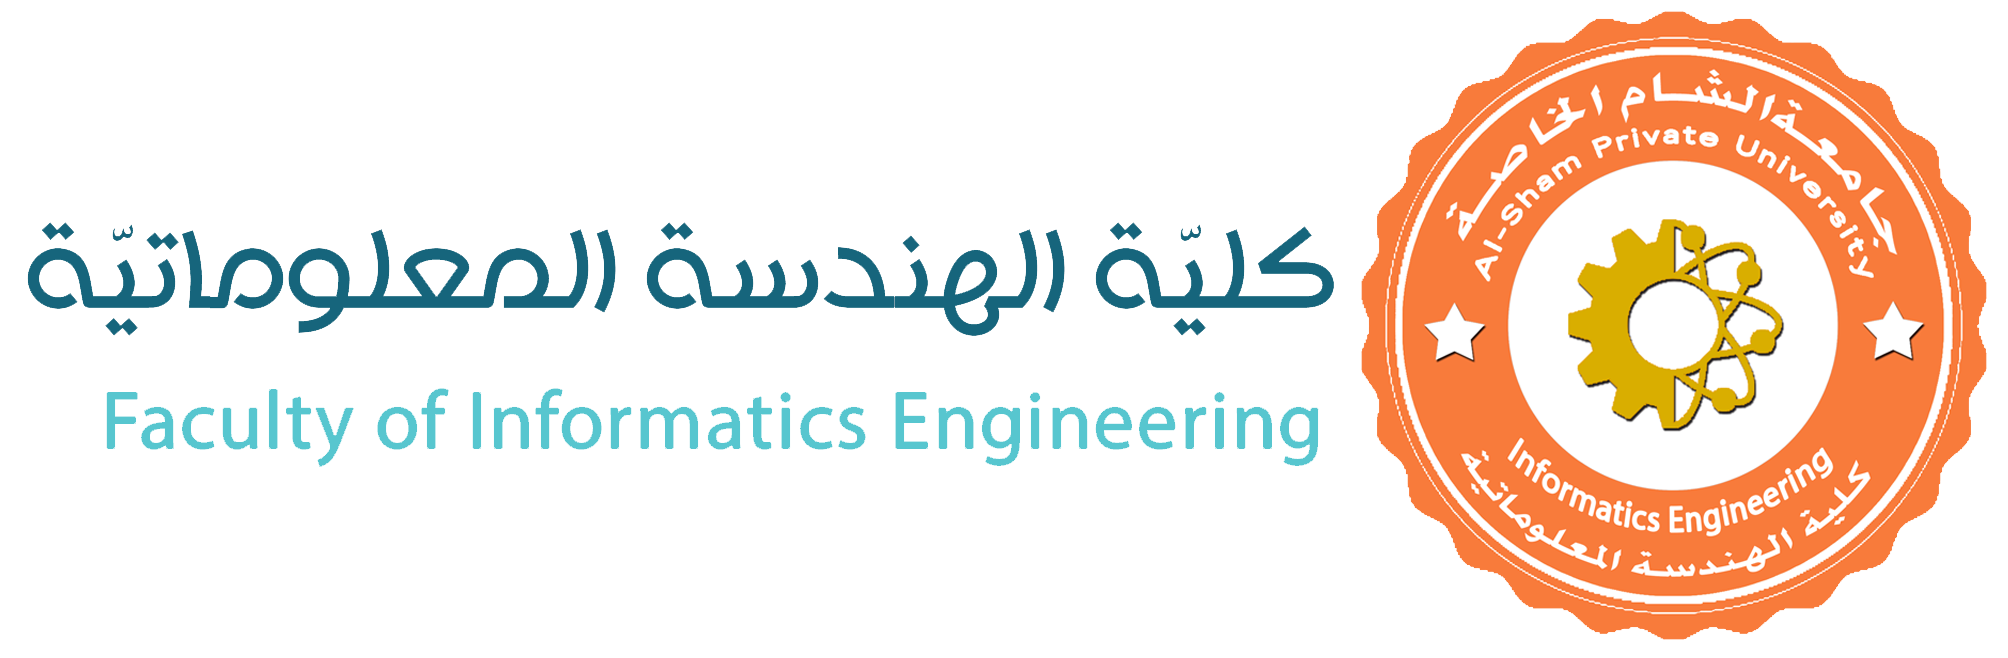 كليّة الهندسة المعلوماتيّة
Faculty of Informatics Engineering
جامعة الشام الخاصة
Al-Sham Private University
Informatics Engineering
كلية الهندسة المعلوماتية